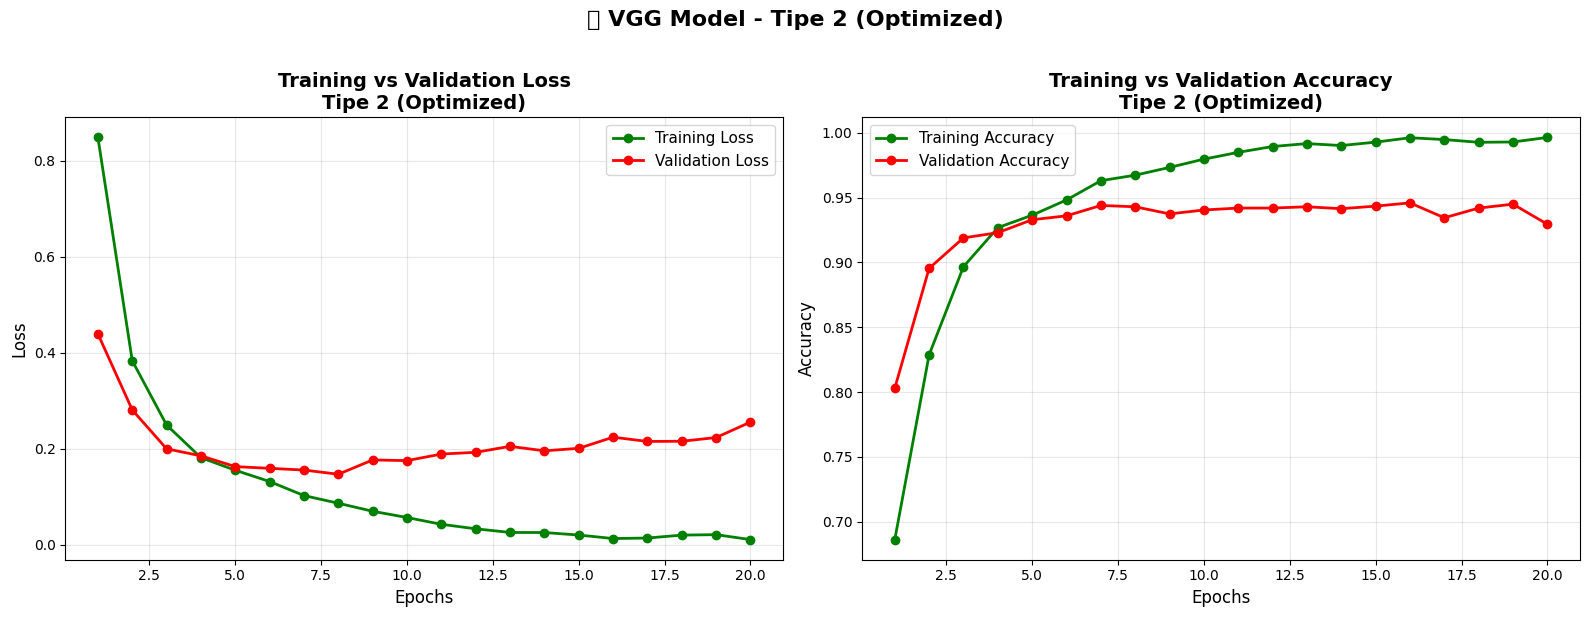 VGG Model - Tipe 2 (Optimized)
Training vs Validation Loss
Tipe 2 (Optimized)
Training Loss
Validation Loss
0.8
0.6
0.4
0.2
0.0
Loss
2.5 5.0 7.5 10.0 12.5 15.0 17.5 20.0
Epochs
Training vs Validation Accuracy
Tipe 2 (Optimized)
Training Accuracy
Validation Accuracy
1.00
0.95
0.90
0.85
0.80
0.75
0.70
Accuracy
2.5 5.0 7.5 10.0 12.5 15.0 17.5 20.0
Epochs